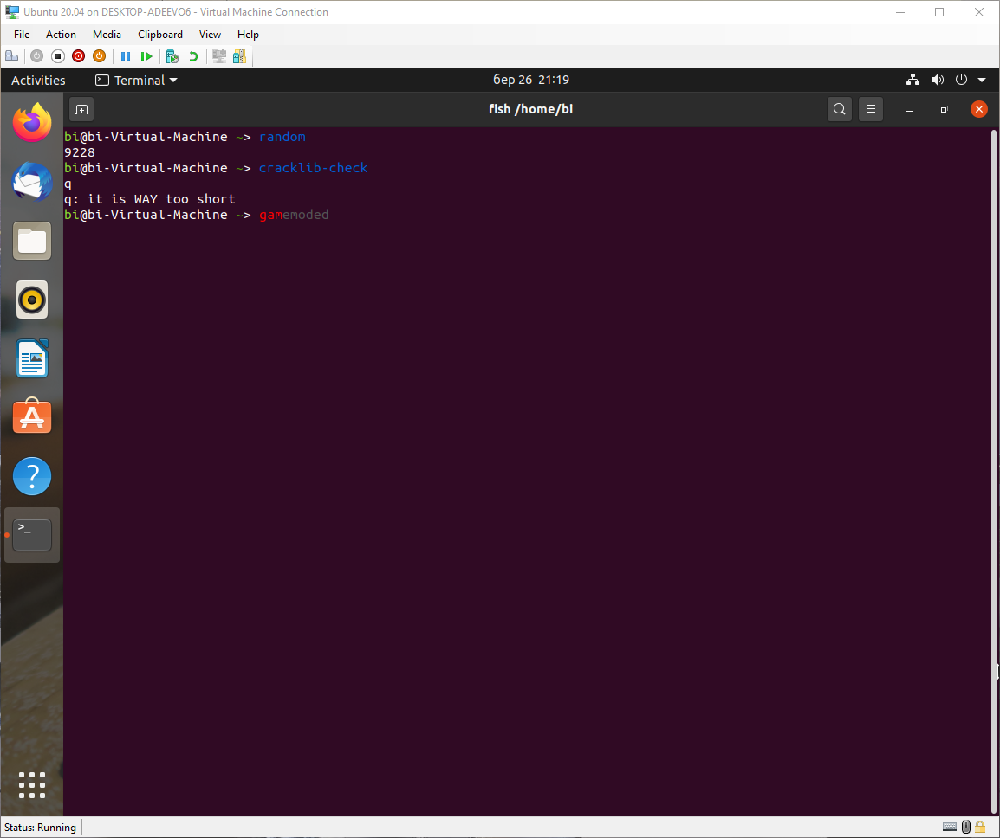 Ubuntu 20.04 on DESKTOP-ADEEVO6 - Virtual Machine Connection
File Action Media Clipboard View Help
Activities Terminal бер 26 21:19
fish /home/bi
bi@bi-Virtual-Machine ~> random
9228
bi@bi-Virtual-Machine ~> cracklib-check
q
q: it is WAY too short
bi@bi-Virtual-Machine ~> gamemoded
Status: Running